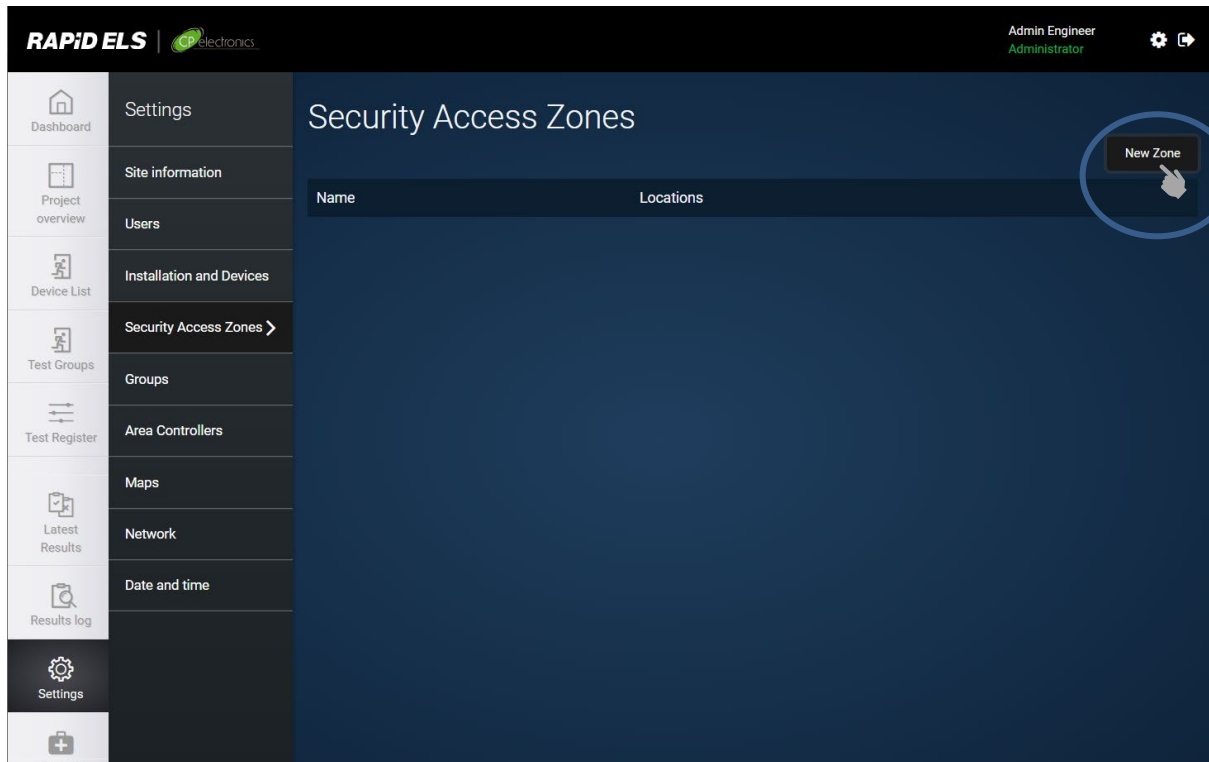 RAPiD ELS
CP electronics
Admin Engineer
Administrator
Dashboard
Project
overview
Device List
Test Groups
Test Register
Latest
Results
Results log
Settings
Settings
Site information
Users
Installation and Devices
Security Access Zones
Groups
Area Controllers
Maps
Network
Date and time
Security Access Zones
New Zone
Name Locations